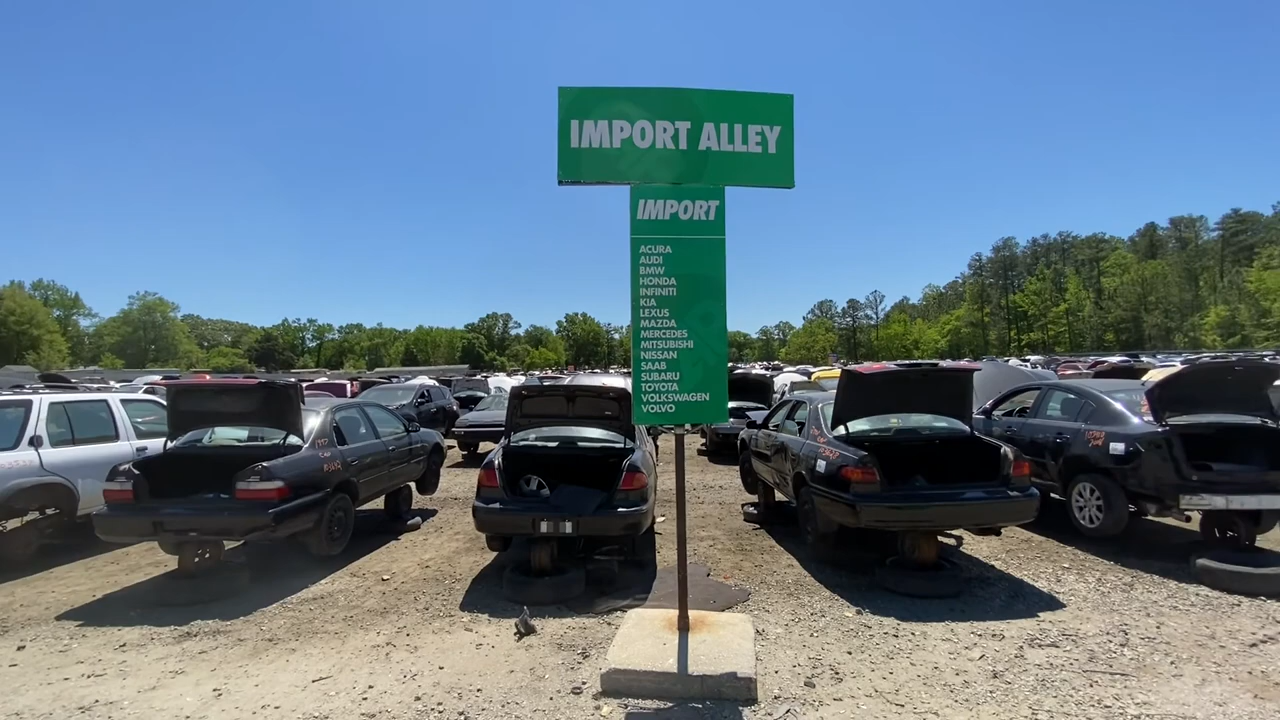 IMPORT ALLEY
IMPORT
ACURA
AUDI
BMW
HONDA
INFINITI
KIA
LEXUS
MAZDA
MERCEDES
MITSUBISHI
NISSAN
SAAB
SUBARU
TOYOTA
VOLKSWAGEN
VOLVO